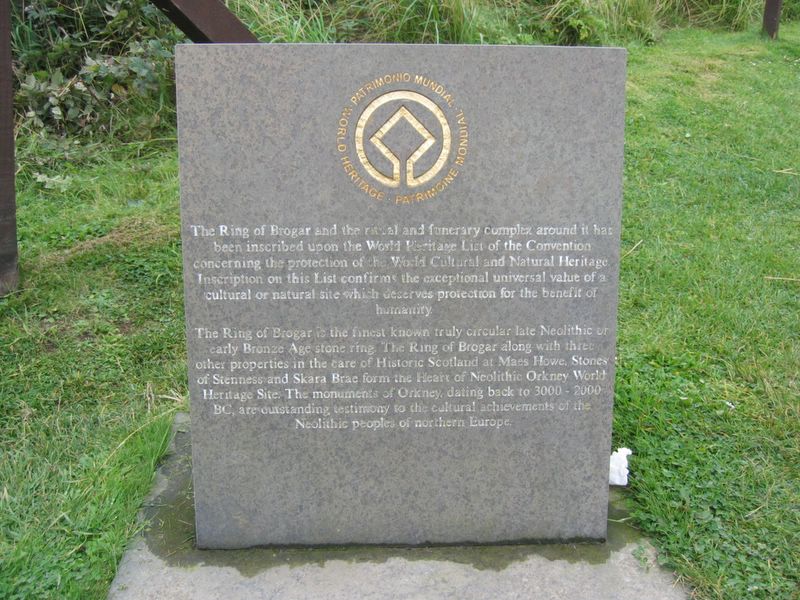 WORLD HERITAGE · PATRIMONIO MUNDIAL · PATRIMOINE MONDIAL
The Ring of Brogar and the ritual and funerary complex around it has
been inscribed upon the World Heritage List of the Convention
concerning the protection of the World Cultural and Natural Heritage.
Inscription on this List confirms the exceptional universal value of a
cultural or natural site which deserves protection for the benefit of
humanity.
The Ring of Brogar is the finest known truly circular late Neolithic or
early Bronze Age stone ring. The Ring of Brogar along with three
other properties in the care of Historic Scotland at Maes Howe, Stones
of Stenness and Skara Brae form the Heart of Neolithic Orkney World
Heritage Site. The monuments of Orkney, dating back to 3000 - 2000
BC, are outstanding testimony to the cultural achievements of the
Neolithic peoples of northern Europe.